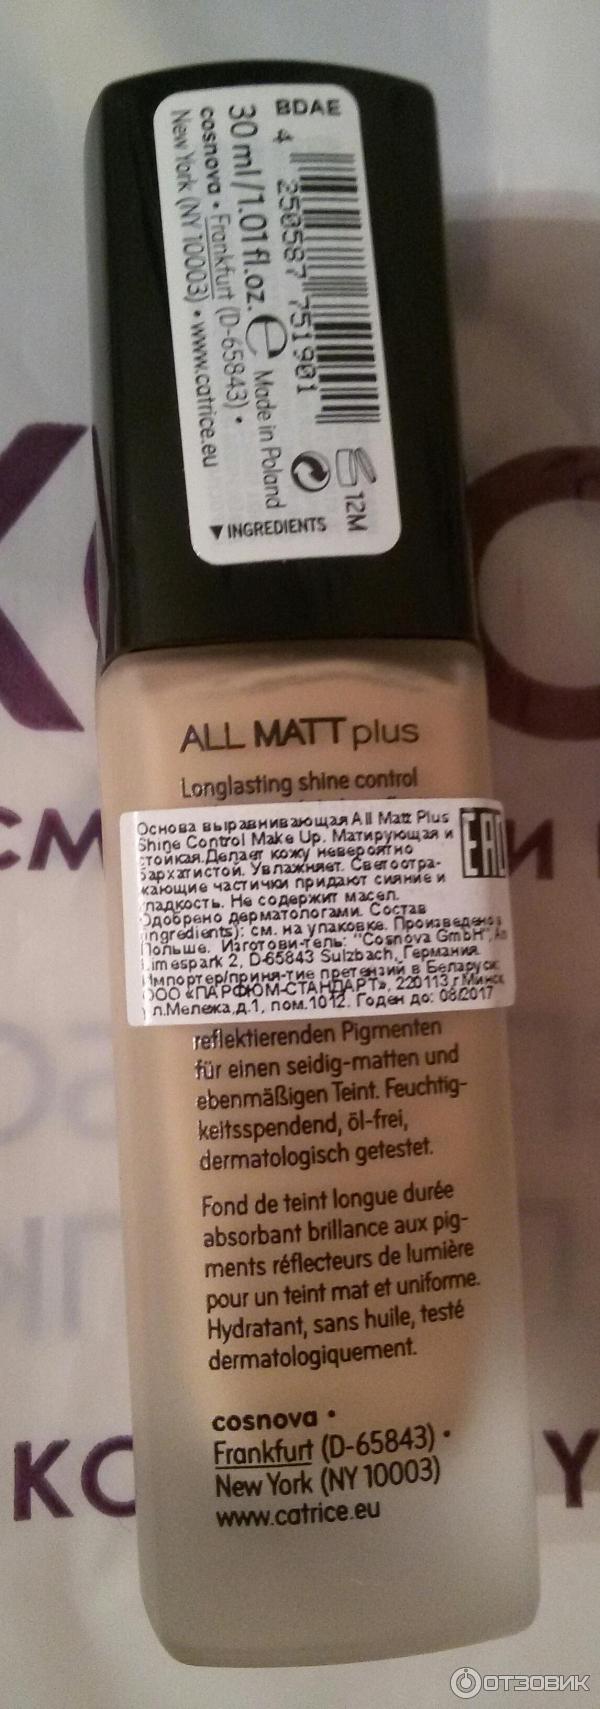 BDAE
4 250587 751901
30 ml/1.01 fl.oz. e Made in Poland
cosnova • Frankfurt (D-65843) •
New York (NY 10003) • www.catrice.eu
12M
▼ INGREDIENTS
ALL MATT plus
Longlasting shine control
Основа выравнивающая All Matt Plus
Shine Control Make Up. Матирующая и
стойкая.Делает кожу невероятно
бархатистой. Увлажняет. Светоотра-
жающие частички придают сияние и
гладкость. Не содержит масел.
Одобрено дерматологами. Состав
(ingredients): см. на упаковке. Произведено в
Польше. Изготови-тель: "Cosnova GmbH", Am
Limespark 2, D-65843 Sulzbach, Германия.
Импортер/приня-тие претензий в Беларуси:
ООО «ПАРФЮМ-СТАНДАРТ», 220113 г.Минск,
ул.Мележа,д.1, пом.1012. Годен до: 08/2017
EAC
reflektierenden Pigmenten
für einen seidig-matten und
ebenmäßigen Teint. Feuchtig-
keitsspendend, öl-frei,
dermatologisch getestet.
Fond de teint longue durée
absorbant brillance aux pig-
ments réflecteurs de lumière
pour un teint mat et uniforme.
Hydratant, sans huile, testé
dermatologiquement.
cosnova •
Frankfurt (D-65843) •
New York (NY 10003)
www.catrice.eu
ОТЗОВИК